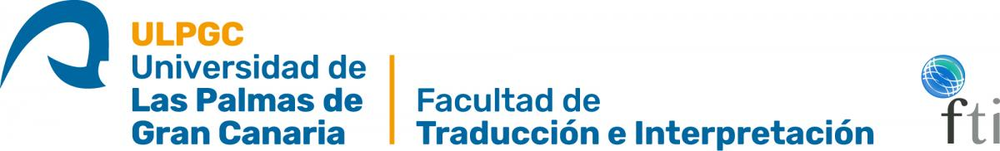 ULPGC
Universidad de
Las Palmas de
Gran Canaria
Facultad de
Traducción e Interpretación
fti